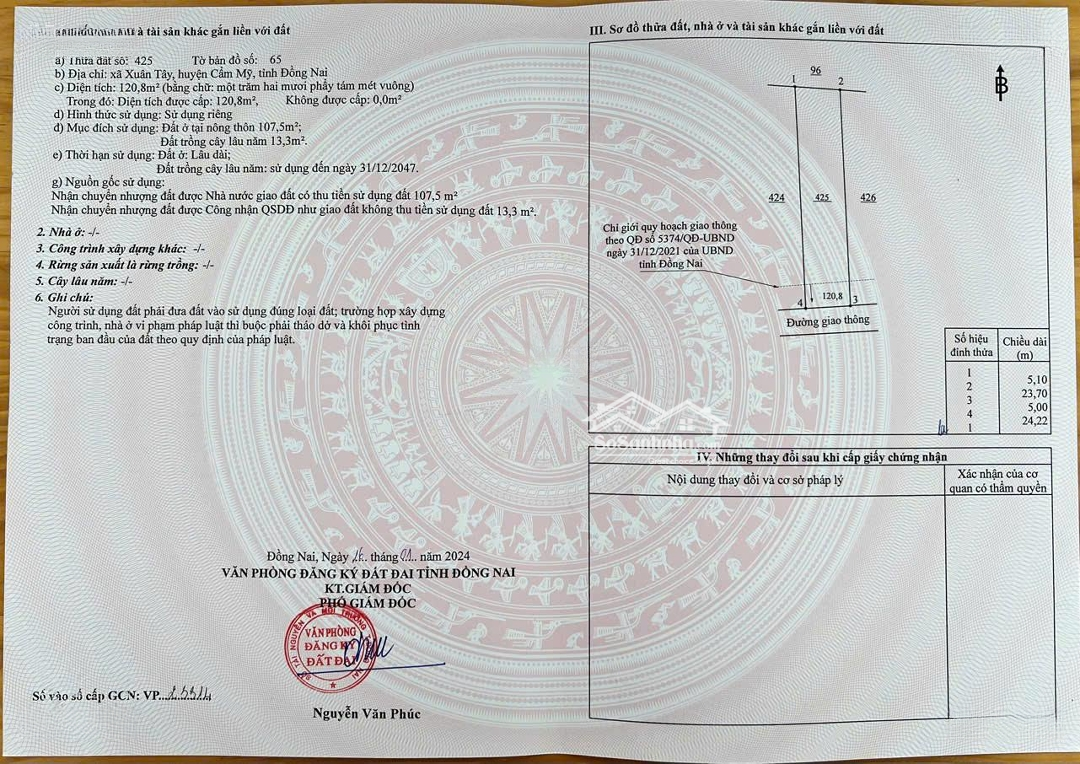 à tài sản khác gắn liền với đất
a) Thửa đất số: 425 Tờ bản đồ số: 65
b) Địa chỉ: xã Xuân Tây, huyện Cẩm Mỹ, tỉnh Đồng Nai
c) Diện tích: 120,8m² (bằng chữ: một trăm hai mươi phẩy tám mét vuông)
Trong đó: Diện tích được cấp: 120,8m², Không được cấp: 0,0m²
d) Hình thức sử dụng: Sử dụng riêng
đ) Mục đích sử dụng: Đất ở tại nông thôn 107,5m²;
Đất trồng cây lâu năm 13,3m².
e) Thời hạn sử dụng: Đất ở: Lâu dài;
Đất trồng cây lâu năm: sử dụng đến ngày 31/12/2047.
g) Nguồn gốc sử dụng:
Nhận chuyển nhượng đất được Nhà nước giao đất có thu tiền sử dụng đất 107,5 m²
Nhận chuyển nhượng đất được Công nhận QSDĐ như giao đất không thu tiền sử dụng đất 13,3 m².
2. Nhà ở: -/-
3. Công trình xây dựng khác: -/-
4. Rừng sản xuất là rừng trồng: -/-
5. Cây lâu năm: -/-
6. Ghi chú:
Người sử dụng đất phải đưa đất vào sử dụng đúng loại đất; trường hợp xây dựng
công trình, nhà ở vi phạm pháp luật thì buộc phải tháo dở và khôi phục tình
trạng ban đầu của đất theo quy định của pháp luật.
Đồng Nai, Ngày tháng 01 năm 2024
VĂN PHÒNG ĐĂNG KÝ ĐẤT ĐAI TỈNH ĐỒNG NAI
KT.GIÁM ĐỐC
PHÓ GIÁM ĐỐC
VĂN PHÒNG
ĐĂNG KÝ
ĐẤT ĐAI
Nguyễn Văn Phúc
Số vào sổ cấp GCN: VP
III. Sơ đồ thửa đất, nhà ở và tài sản khác gắn liền với đất
96
1 2
B
424 425 426
Chỉ giới quy hoạch giao thông
theo QĐ số 5374/QĐ-UBND
ngày 31/12/2021 của UBND
tỉnh Đồng Nai
4 120,8 3
Đường giao thông
Số hiệu đỉnh thửa Chiều dài (m)
1
5,10
2
23,70
3
5,00
4
24,22
1
IV. Những thay đổi sau khi cấp giấy chứng nhận
Nội dung thay đổi và cơ sở pháp lý
Xác nhận của cơ
quan có thẩm quyền